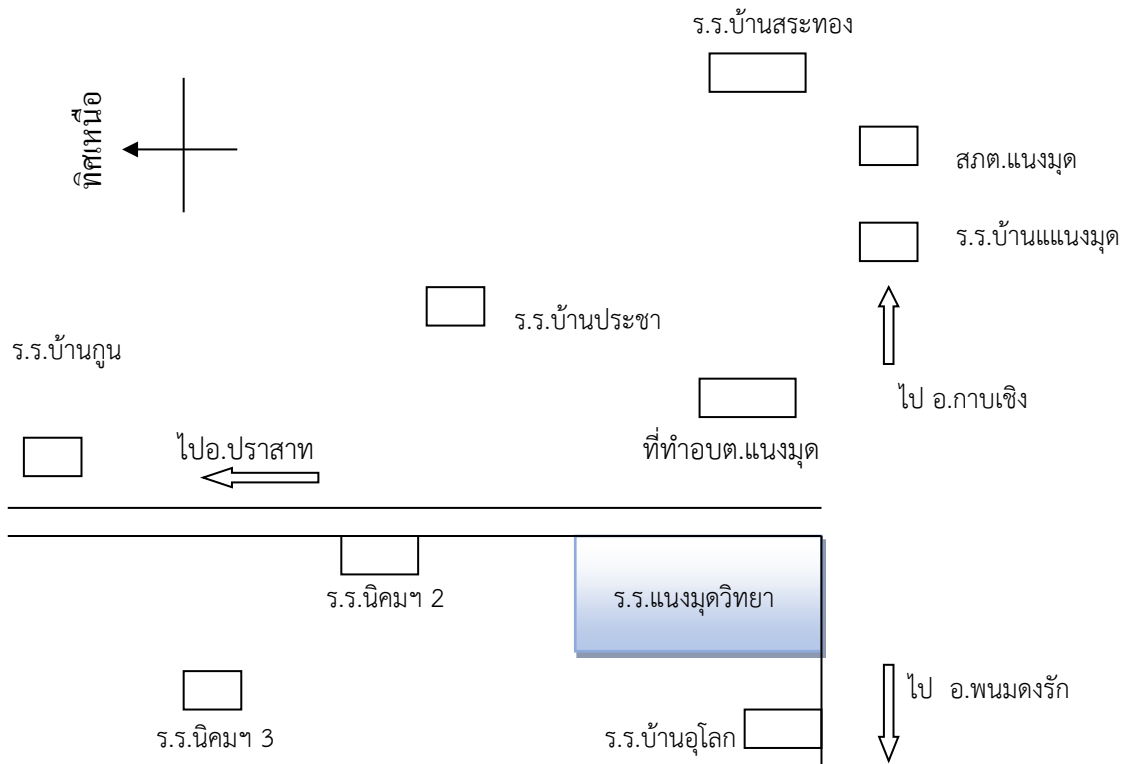 ร.ร.บ้านสระทอง
ทิศเหนือ
สภต.แนงมุด
ร.ร.บ้านแแนงมุด
ร.ร.บ้านประชา
ร.ร.บ้านกูน
ไป อ.กาบเชิง
ไปอ.ปราสาท
ที่ทำอบต.แนงมุด
ร.ร.นิคมฯ 2
ร.ร.แนงมุดวิทยา
ไป อ.พนมดงรัก
ร.ร.นิคมฯ 3
ร.ร.บ้านอุโลก